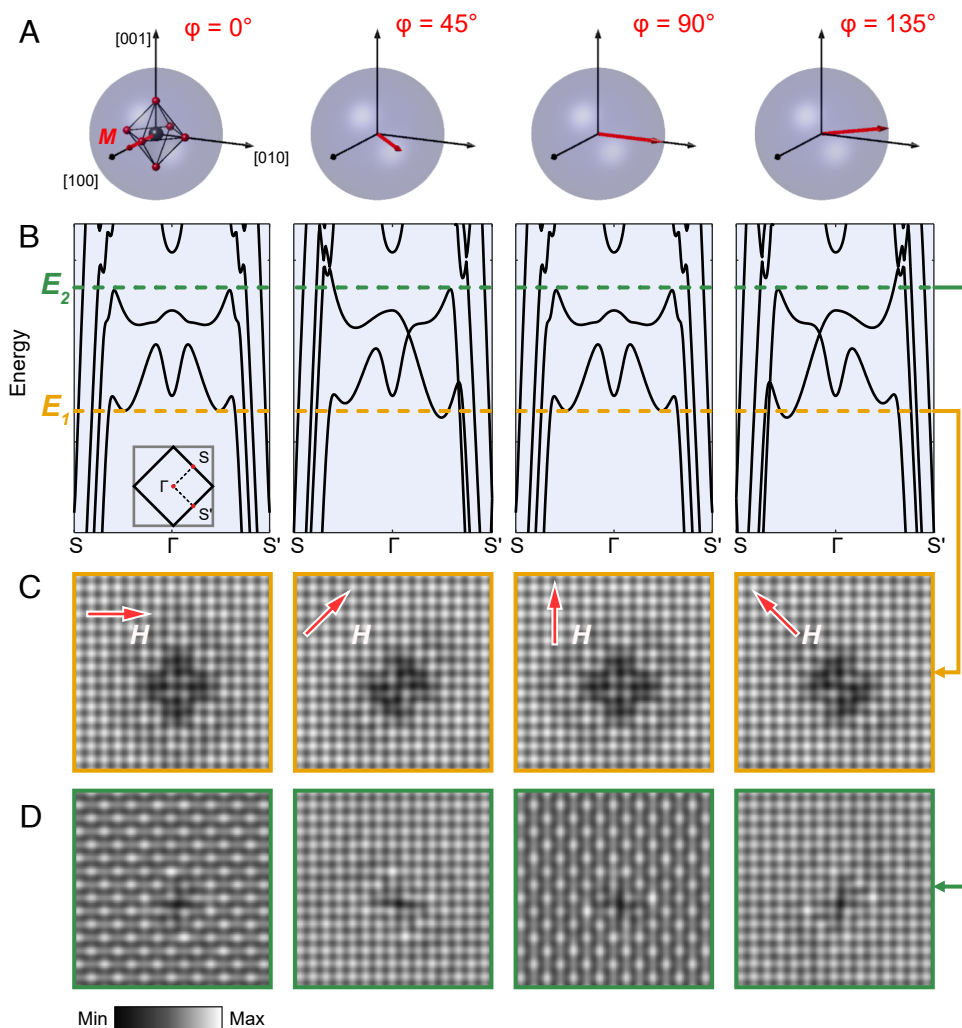 A
φ = 0°
φ = 45°
φ = 90°
φ = 135°
[001]
M
[100]
[010]
B
E2
Energy
E1
S
Γ
S'
S Γ S'
S Γ S'
S Γ S'
S Γ S'
C
H
H
H
H
D
Min Max